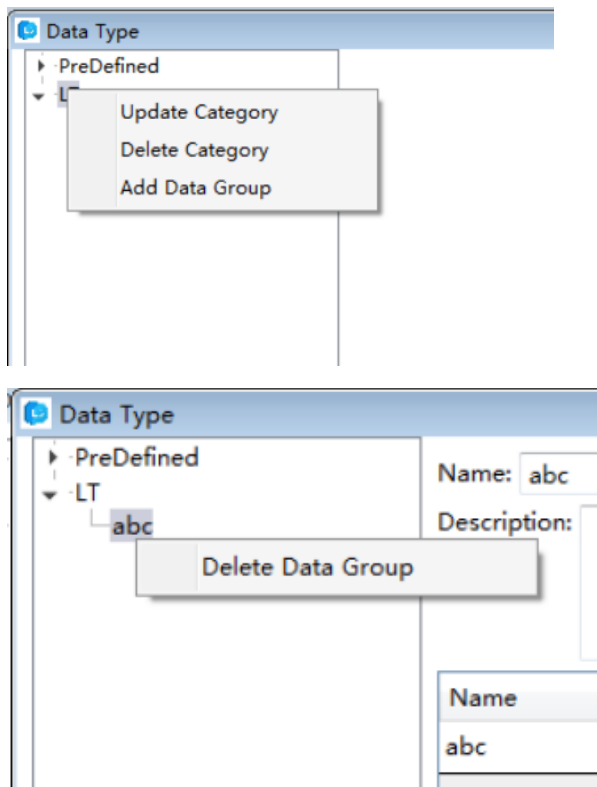 Data Type
PreDefined
LT
Update Category
Delete Category
Add Data Group
Data Type
PreDefined
LT
abc
Delete Data Group
Name: abc
Description:
Name
abc